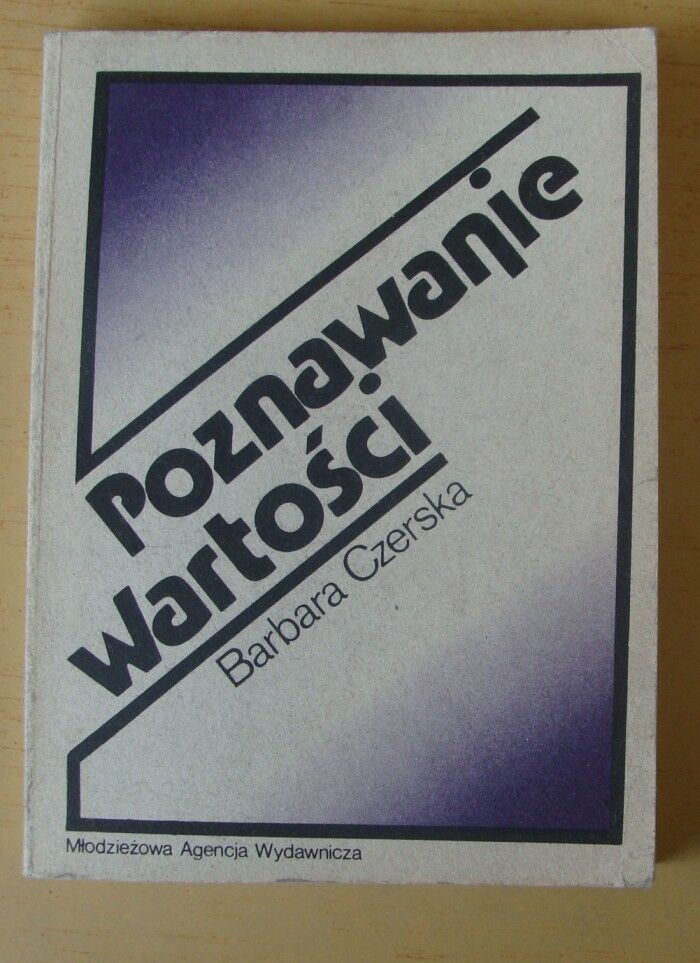 Poznawanie
Wartości
Barbara Czerska
Młodzieżowa Agencja Wydawnicza